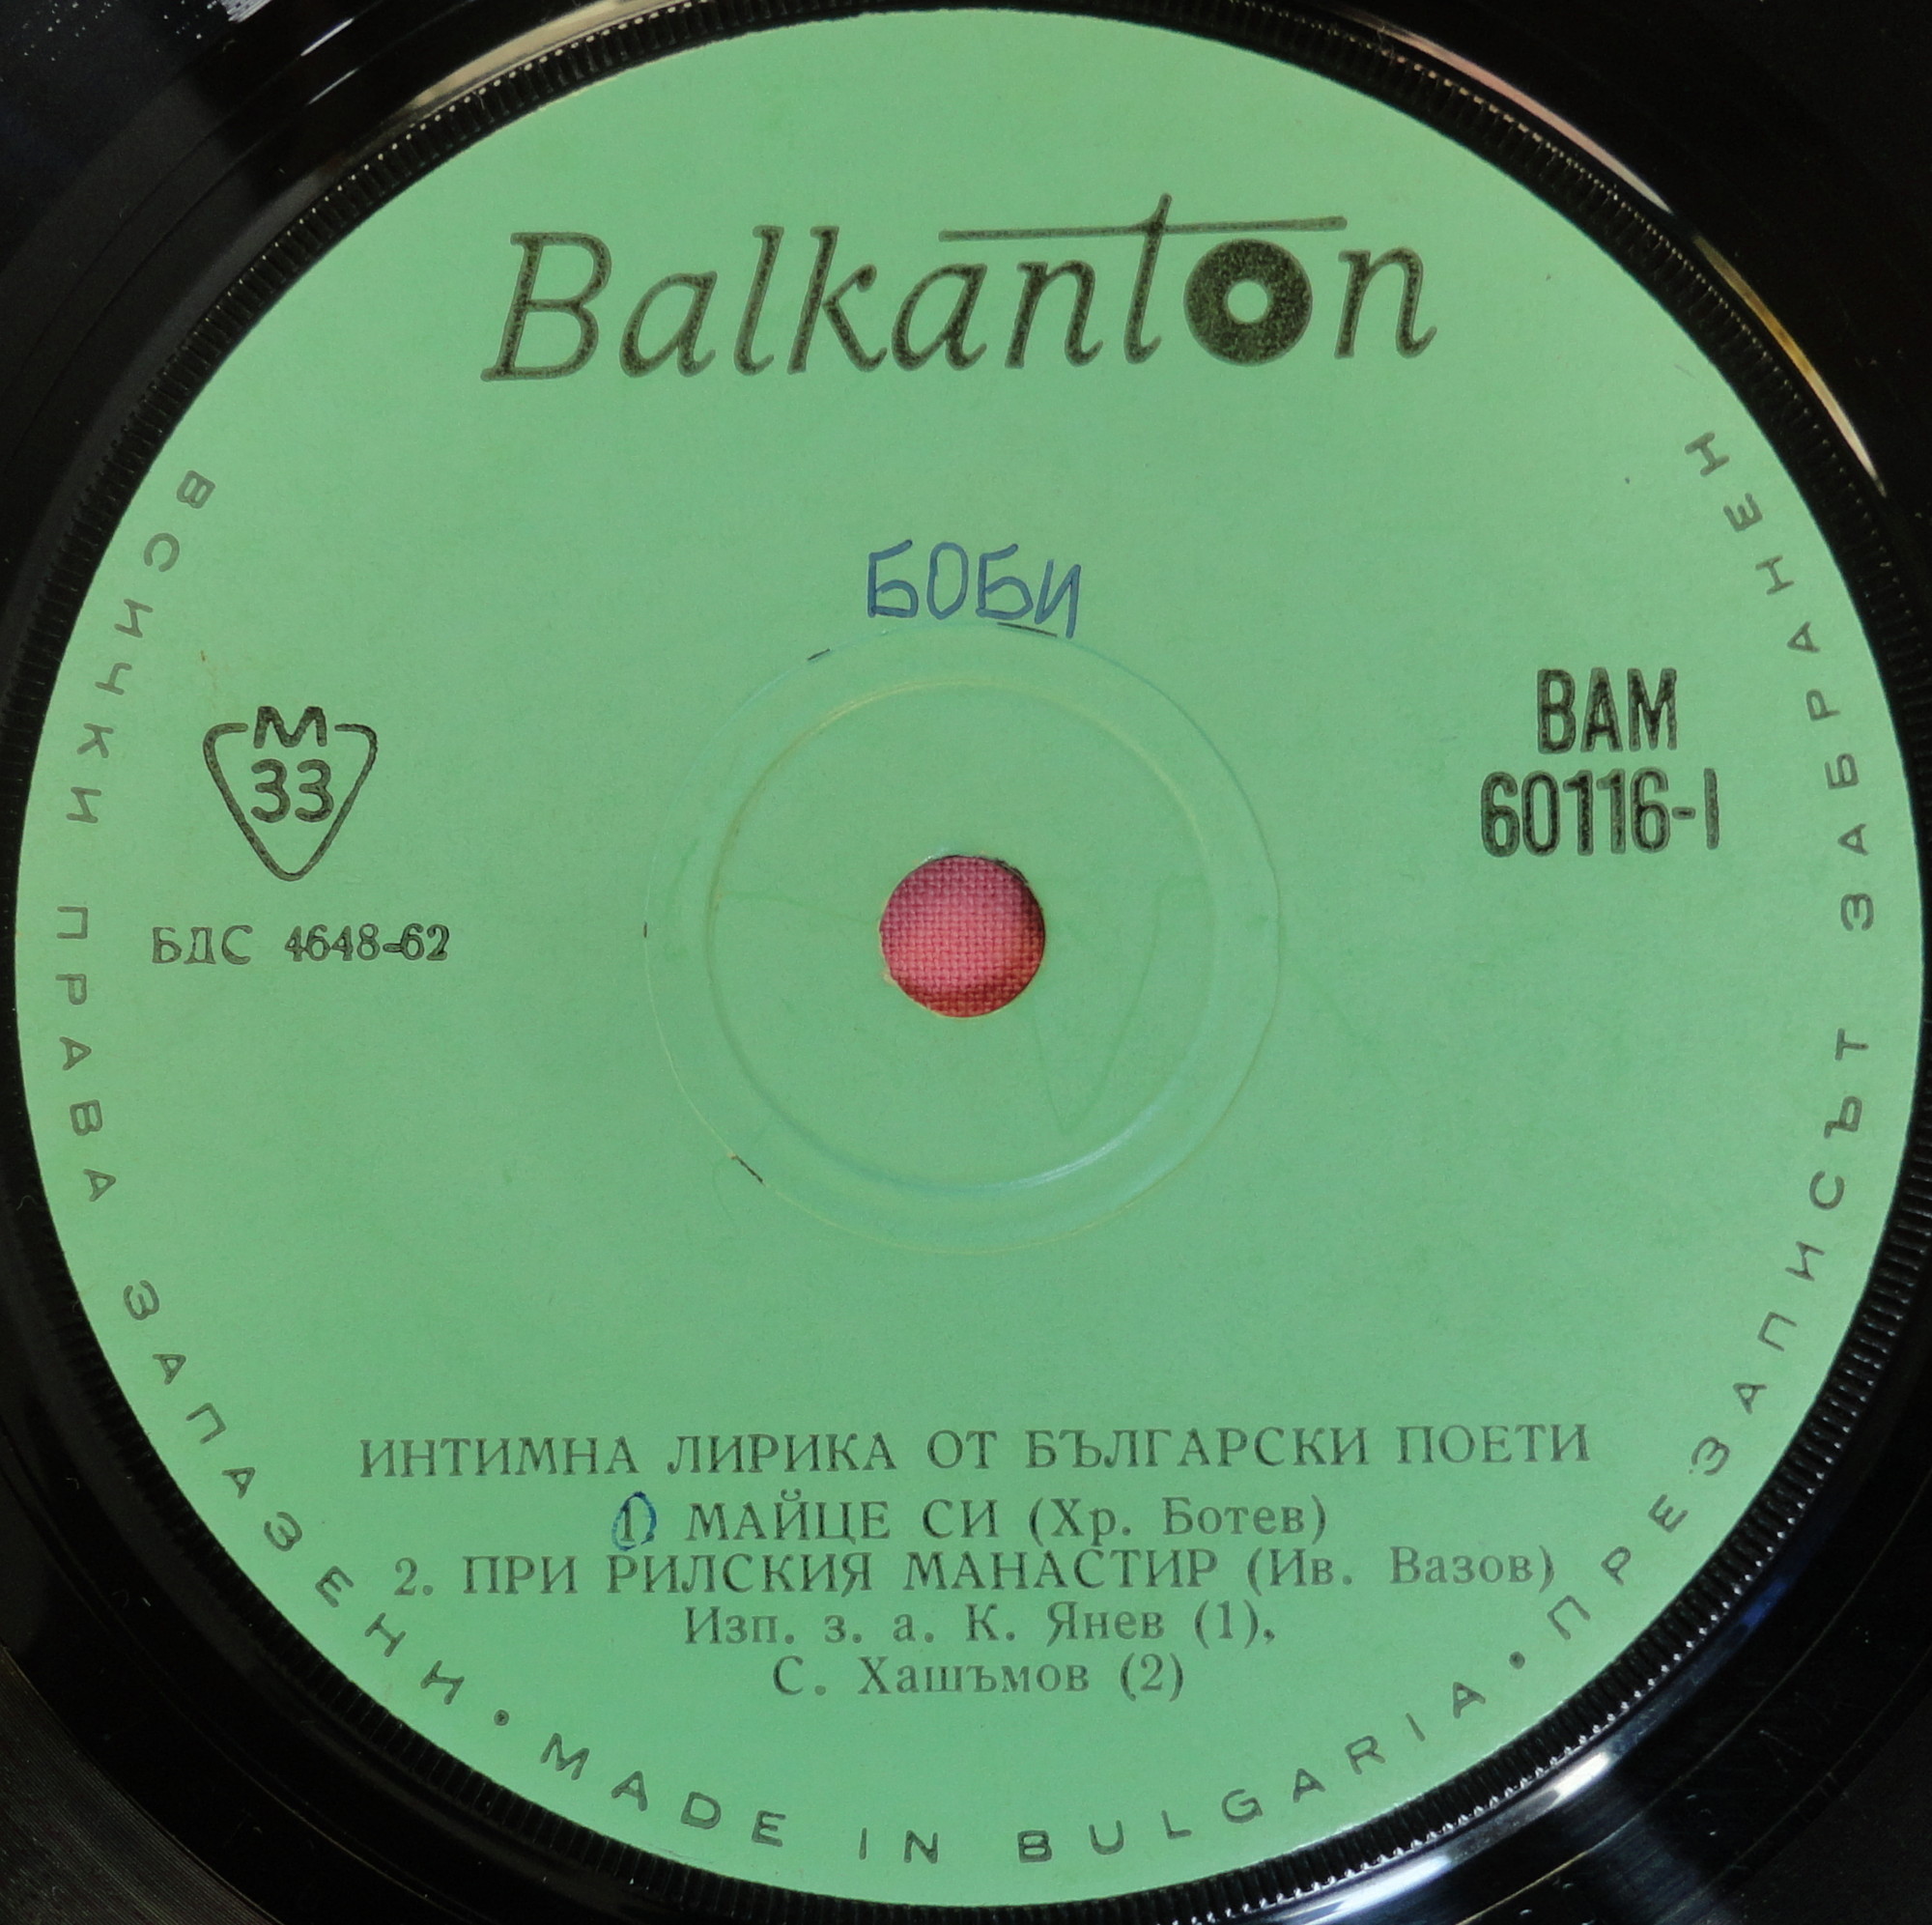 Balkanton
БОБИ
М
33
БДС 4648-62
ВАМ
60116-I
ИНТИМНА ЛИРИКА ОТ БЪЛГАРСКИ ПОЕТИ
1. МАЙЦЕ СИ (Хр. Ботев)
2. ПРИ РИЛСКИЯ МАНАСТИР (Ив. Вазов)
Изп. з. а. К. Янев (1),
С. Хашъмов (2)
ВСИЧКИ ПРАВА ЗАПАЗЕНИ • MADE IN BULGARIA • ПРЕЗАПИСЪТ ЗАБРАНЕН